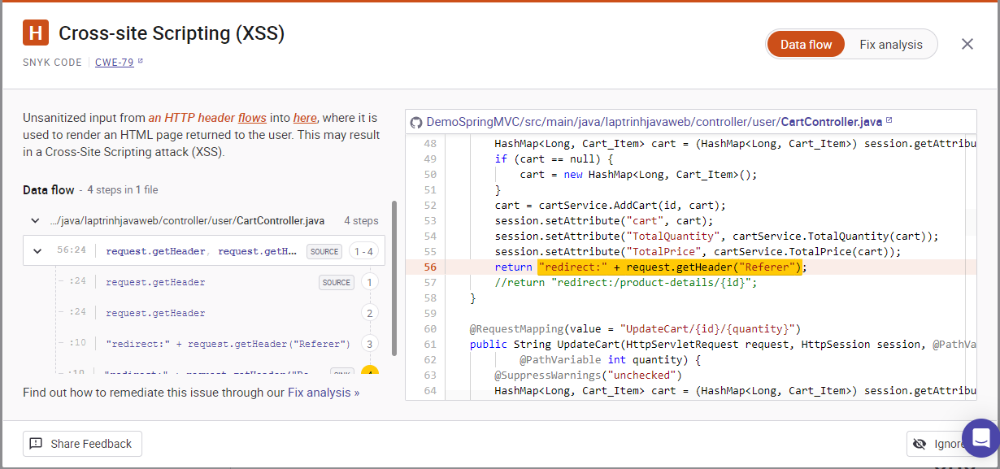 H Cross-site Scripting (XSS)
SNYK CODE CWE-79
Data flow Fix analysis
Unsanitized input from an HTTP header flows into here, where it is
used to render an HTML page returned to the user. This may result
in a Cross-Site Scripting attack (XSS).
Data flow - 4 steps in 1 file
.../java/laptrinhjavaweb/controller/user/CartController.java 4 steps
56:24 request.getHeader, request.getH... SOURCE 1 - 4
:24 request.getHeader SOURCE 1
:24 request.getHeader 2
:10 "redirect:" + request.getHeader("Referer") 3
:10 "redirect:" + request.getHeader("Re... SINK 4
Find out how to remediate this issue through our Fix analysis »
DemoSpringMVC/src/main/java/laptrinhjavaweb/controller/user/CartController.java
48 HashMap<Long, Cart_Item> cart = (HashMap<Long, Cart_Item>) session.getAttribu
49 if (cart == null) {
50 cart = new HashMap<Long, Cart_Item>();
51 }
52 cart = cartService.AddCart(id, cart);
53 session.setAttribute("cart", cart);
54 session.setAttribute("TotalQuantity", cartService.TotalQuantity(cart));
55 session.setAttribute("TotalPrice", cartService.TotalPrice(cart));
56 return "redirect:" + request.getHeader("Referer");
57 //return "redirect:/product-details/{id}";
58 }
59
60 @RequestMapping(value = "UpdateCart/{id}/{quantity}")
61 public String UpdateCart(HttpServletRequest request, HttpSession session, @PathVa
62 @PathVariable int quantity) {
63 @SuppressWarnings("unchecked")
64 HashMap<Long, Cart_Item> cart = (HashMap<Long, Cart_Item>) session.getAttribu
Share Feedback
Ignore